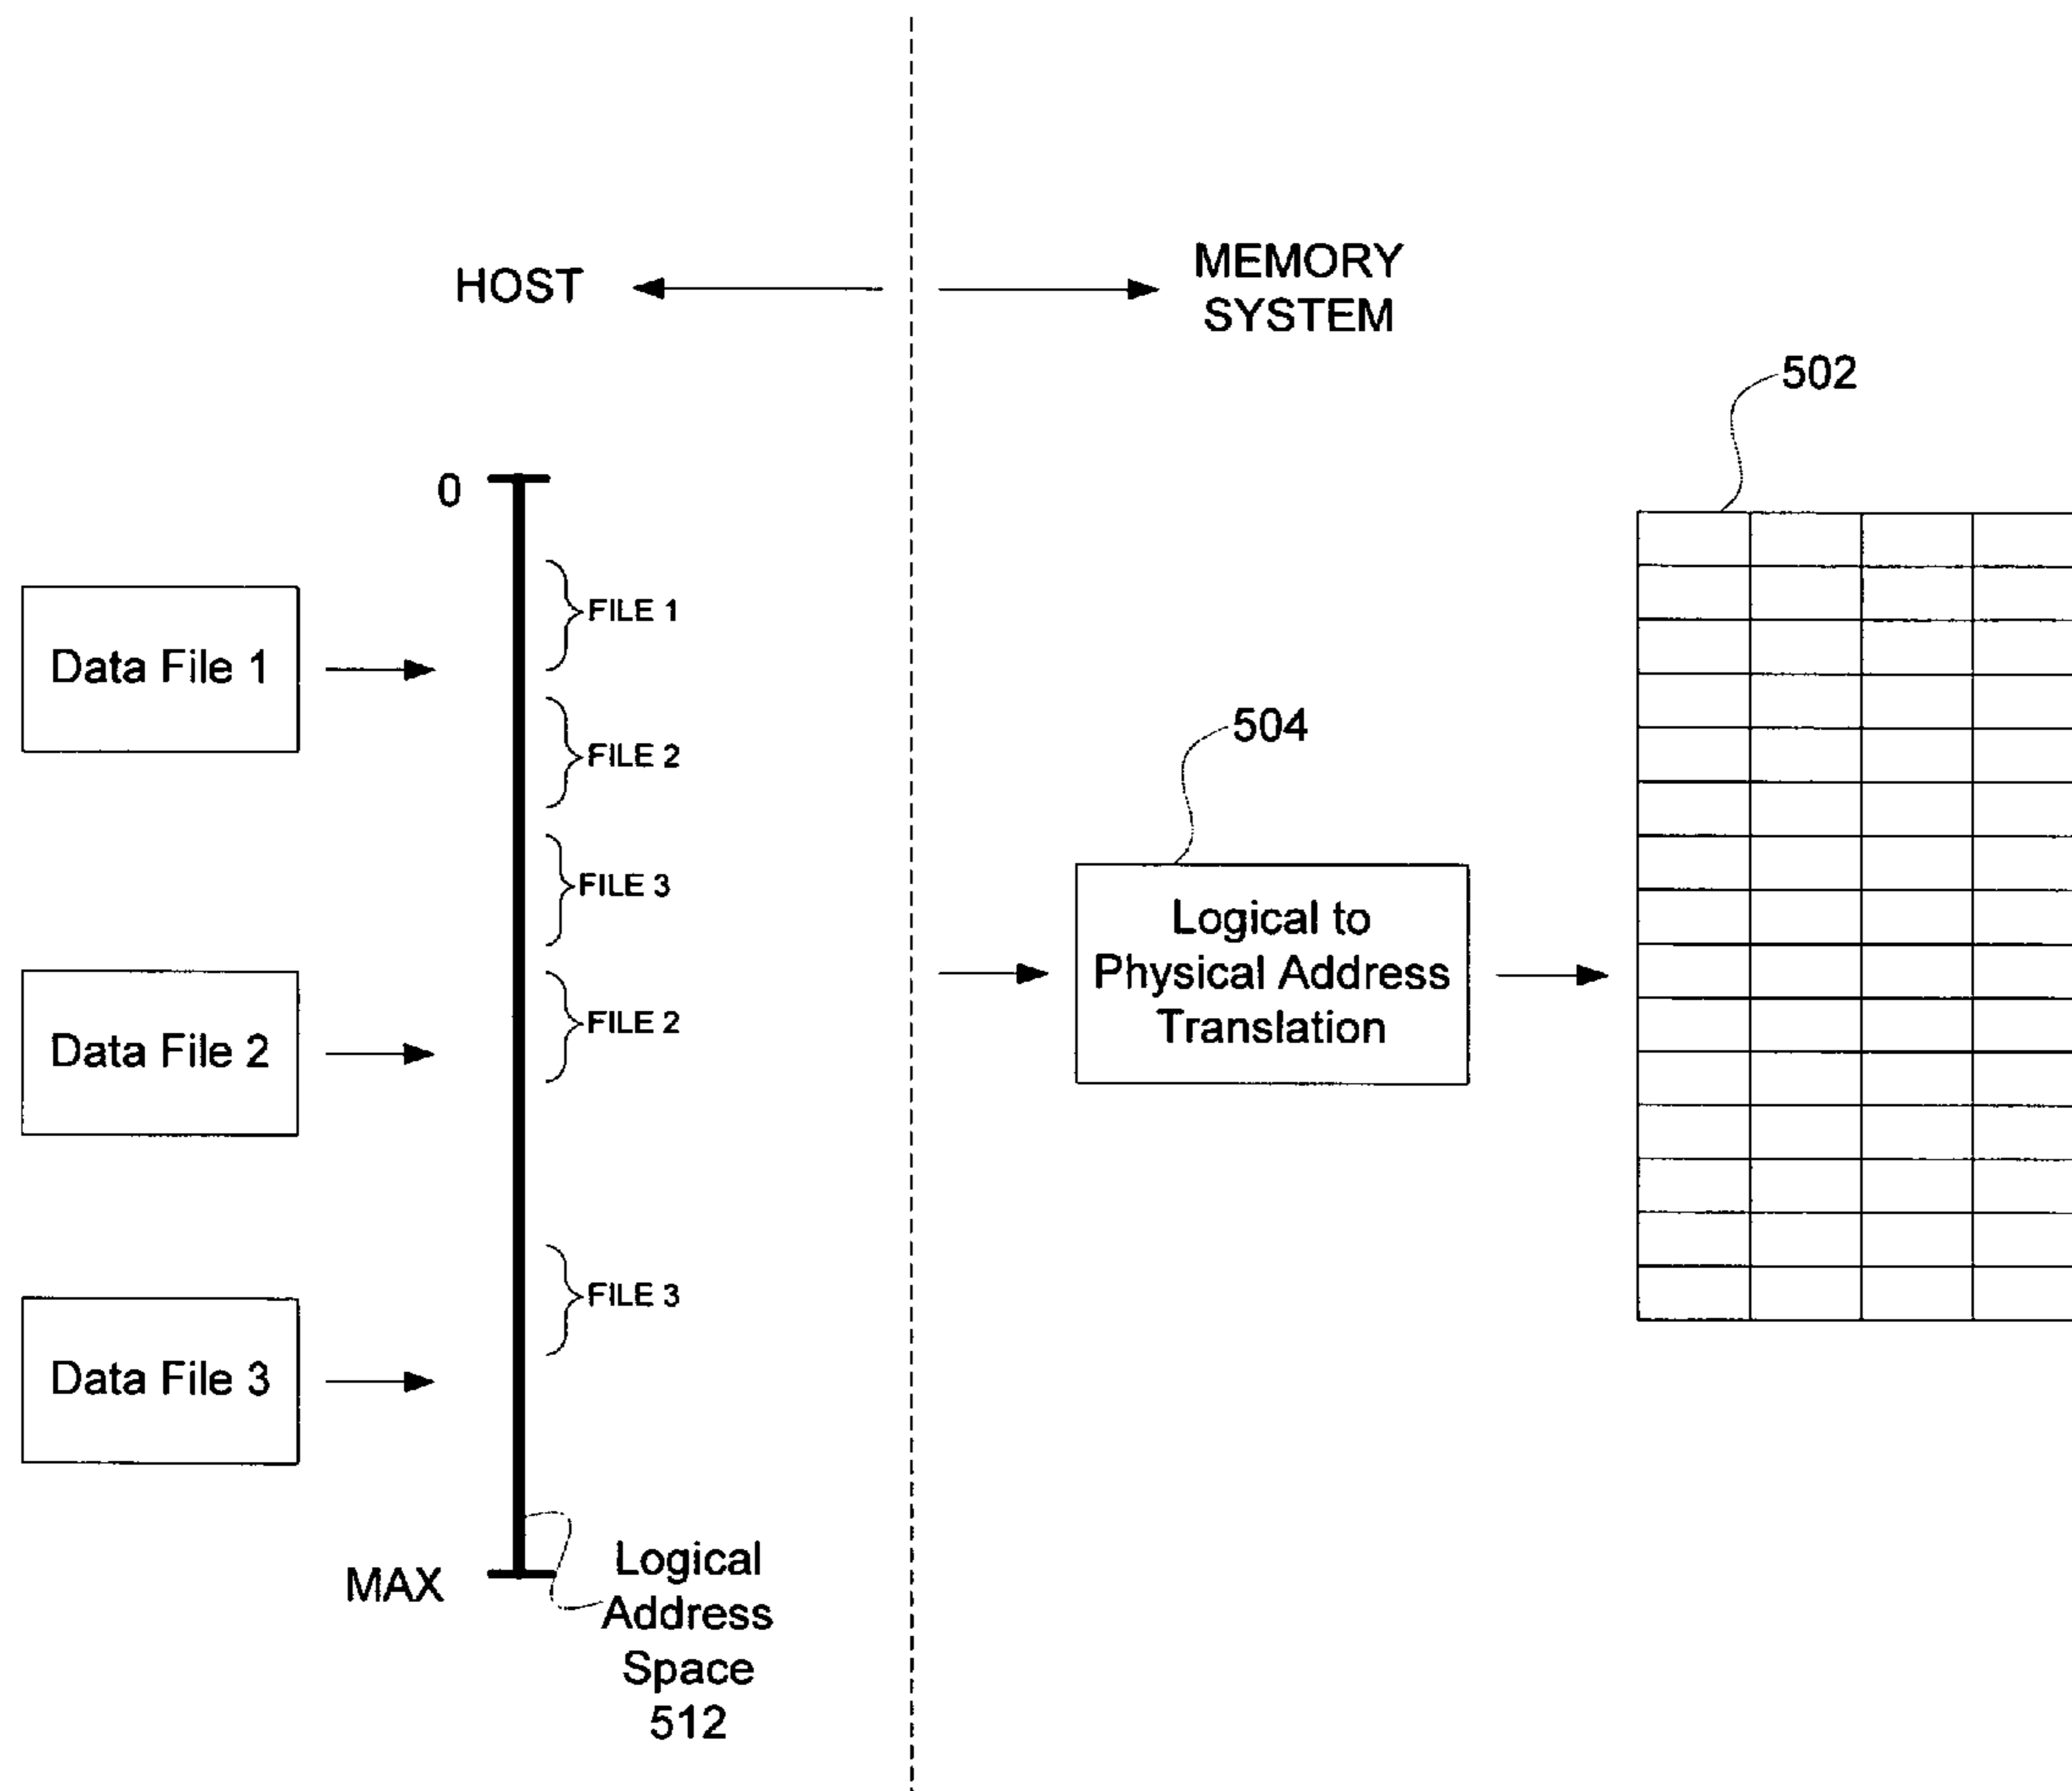 HOST
MEMORY
SYSTEM
502
0
FILE 1
Data File 1
FILE 2
504
FILE 3
Logical to
Physical Address
Translation
FILE 2
Data File 2
FILE 3
Data File 3
MAX
Logical
Address
Space
512